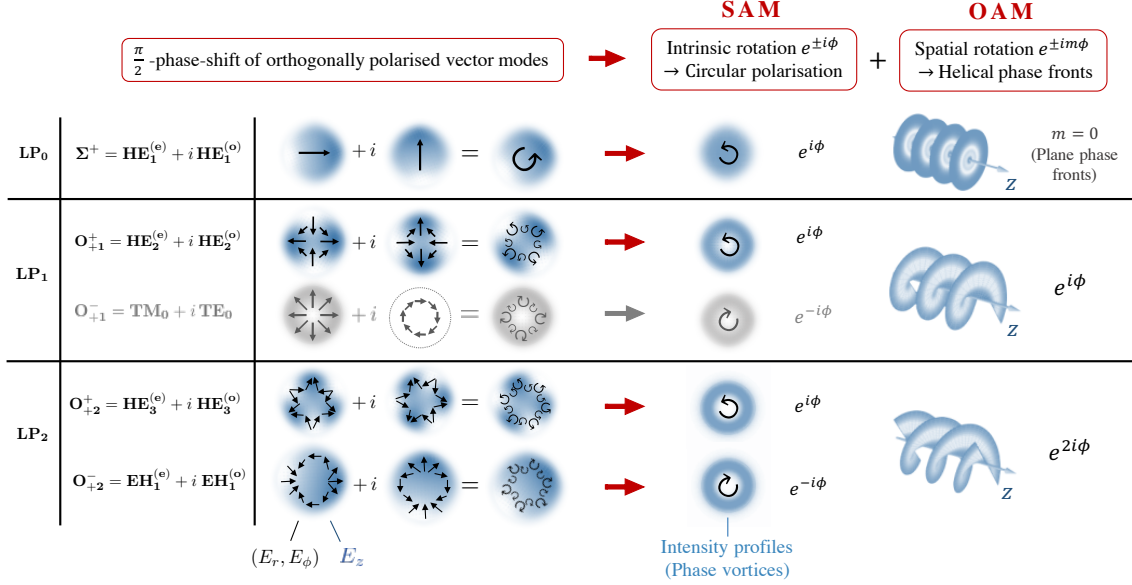 SAM OAM
π/2 -phase-shift of orthogonally polarised vector modes
Intrinsic rotation e^{±iϕ}
→ Circular polarisation
+
Spatial rotation e^{±imϕ}
→ Helical phase fronts
LP₀ Σ⁺ = HE₁⁽ᵉ⁾ + i HE₁⁽ᵒ⁾ + i = e^{iϕ}
m = 0
(Plane phase
fronts)
Z
LP₁
O₊₁⁺ = HE₂⁽ᵉ⁾ + i HE₂⁽ᵒ⁾ + i = e^{iϕ}
O₊₁⁻ = TM₀ + i TE₀ + i = e^{-iϕ}
e^{iϕ}
Z
LP₂
O₊₂⁺ = HE₃⁽ᵉ⁾ + i HE₃⁽ᵒ⁾ + i = e^{iϕ}
O₊₂⁻ = EH₁⁽ᵉ⁾ + i EH₁⁽ᵒ⁾ + i = e^{-iϕ}
e^{2iϕ}
Z
(E_r, E_ϕ) E_z
Intensity profiles
(Phase vortices)